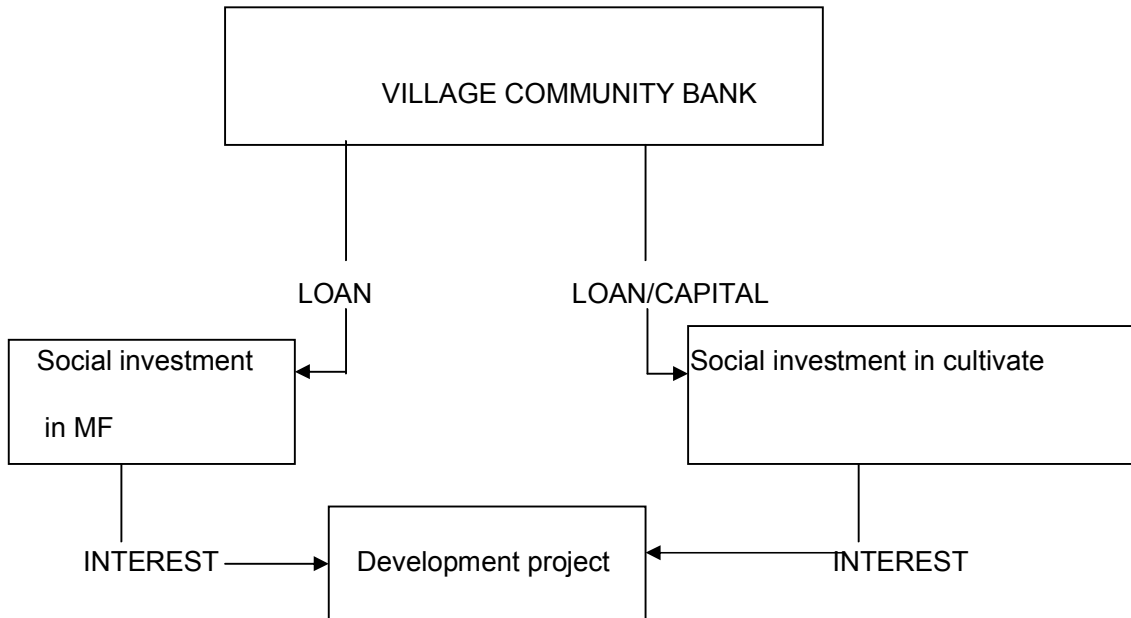 VILLAGE COMMUNITY BANK
LOAN
LOAN/CAPITAL
Social investment
in MF
Social investment in cultivate
INTEREST
Development project
INTEREST